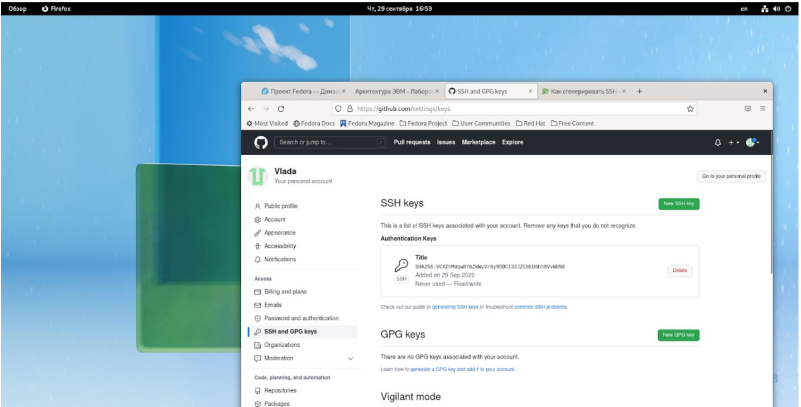 Обзор Firefox Чт, 29 сентября 16:59 en
Проект Fedora — Дома Архитектура ЭВМ - Лабора SSH and GPG keys Как сгенерировать SSH-
https://github.com/settings/keys
Most Visited Fedora Docs Fedora Magazine Fedora Project User Communities Red Hat Free Content
Search or jump to... / Pull requests Issues Marketplace Explore
Vlada
Your personal account
Go to your personal profile
Public profile
Account
Appearance
Accessibility
Notifications
Access
Billing and plans
Emails
Password and authentication
SSH and GPG keys
Organizations
Moderation
Code, planning, and automation
Repositories
Packages
SSH keys
New SSH key
This is a list of SSH keys associated with your account. Remove any keys that you do not recognize.
Authentication Keys
Title
SSH
Added on 29 Sep 2022
Never used — Read/write
Delete
Check out our guide to generating SSH keys or troubleshoot common SSH problems.
GPG keys
New GPG key
There are no GPG keys associated with your account.
Learn how to generate a GPG key and add it to your account.
Vigilant mode